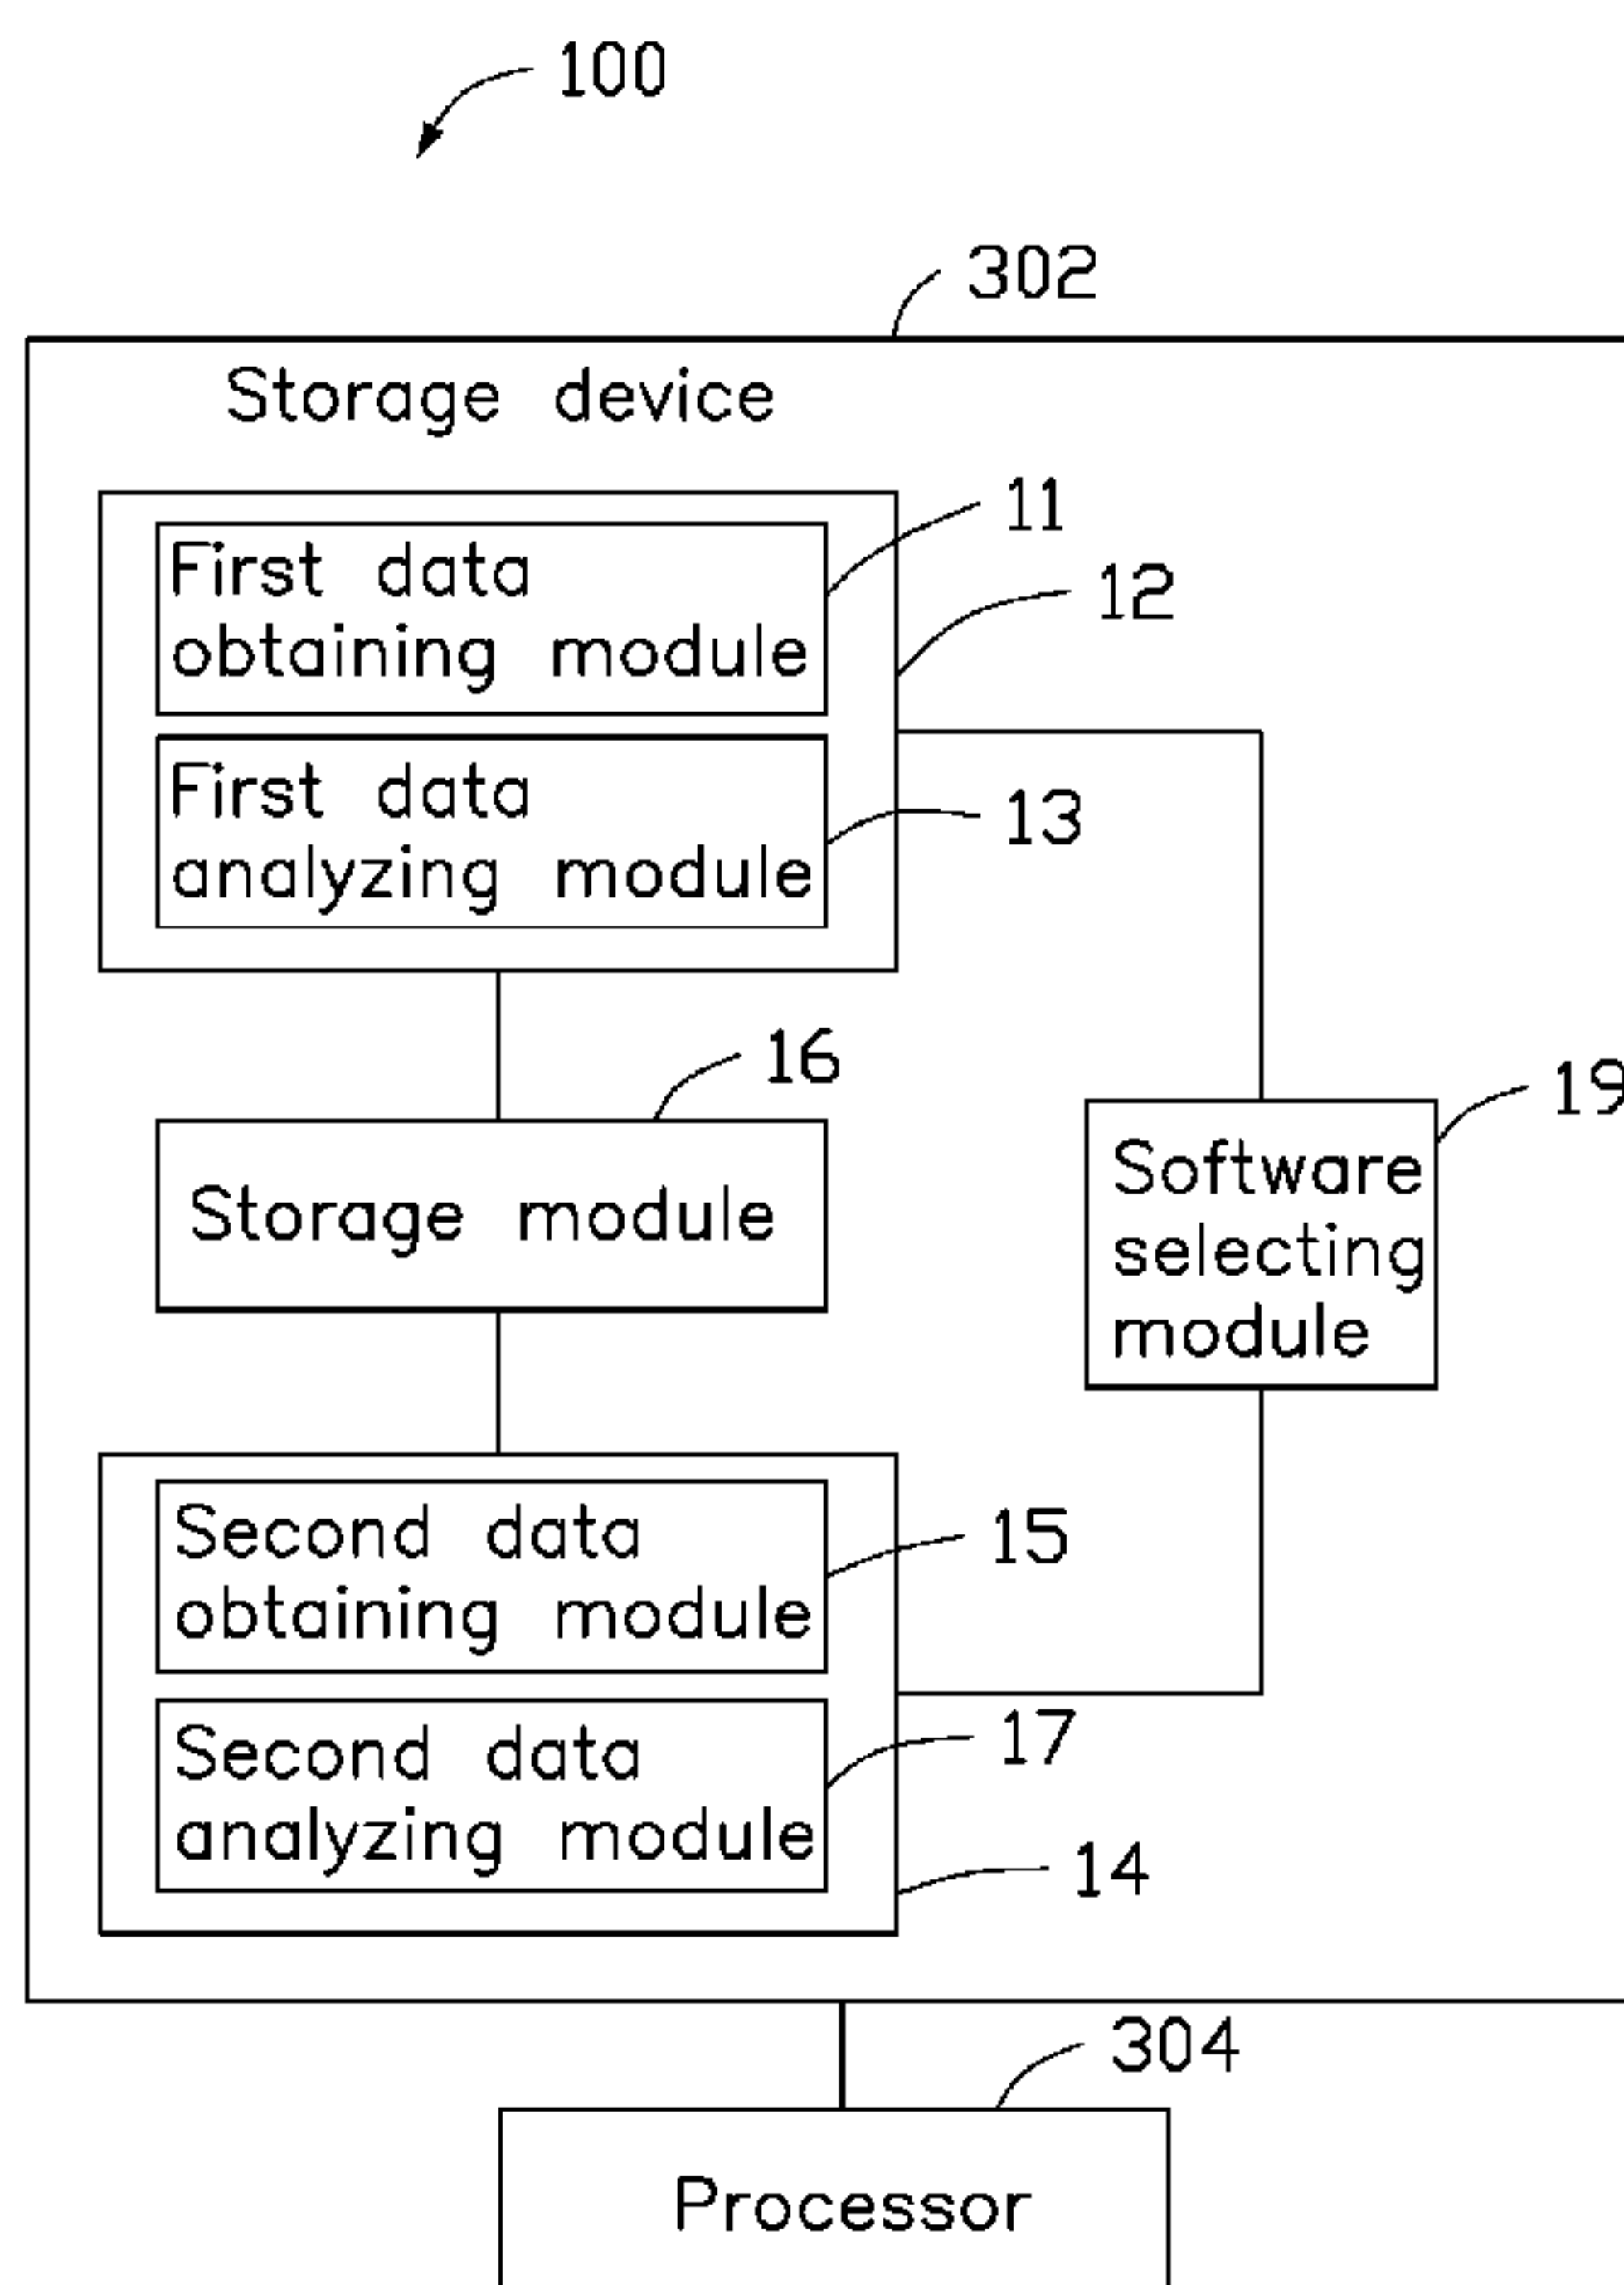 100
302
Storage device
11
First data
obtaining module
12
First data
analyzing module
13
16
Storage module
19
Software
selecting
module
Second data
obtaining module
15
Second data
analyzing module
17
14
304
Processor